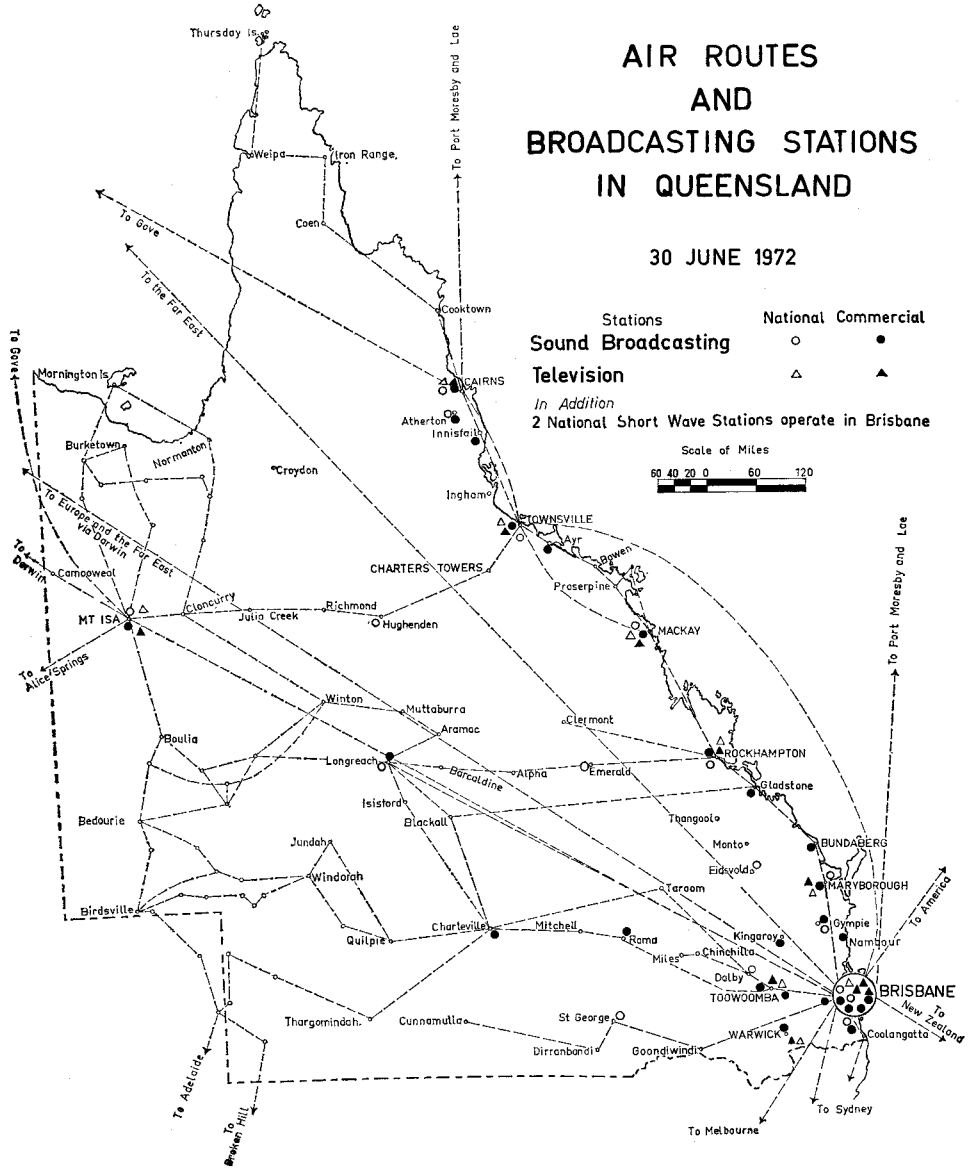 AIR ROUTES
AND
BROADCASTING STATIONS
IN QUEENSLAND
30 JUNE 1972
Stations
National Commercial
Sound Broadcasting
Television
In Addition
2 National Short Wave Stations operate in Brisbane
Scale of Miles
60 40 20 0 60 120
Thursday Is.
To Port Moresby and Lae
Weipa
Iron Range.
To Gove
Coen
To the Far East
Cooktown
To Gove
Mornington Is
CAIRNS
Atherton
Innisfail
Burketown
Normanton
Croydon
Ingham
To Europe and the Far East
via Darwin
TOWNSVILLE
Ayr
Bowen
To
Darwin
Camooweal
CHARTERS TOWERS
Proserpine
Cloncurry
Julia Creek
Richmond
Hughenden
MT ISA
MACKAY
To
Alice Springs
To Port Moresby and Lae
Winton
Muttaburra
Aramac
Clermont
Boulia
Longreach
Barcaldine
Alpha
Emerald
ROCKHAMPTON
Gladstone
Isisford
Blackall
Bedourie
Thangool
Jundah
Monto
BUNDABERG
Eidsvold
Windorah
Taroom
MARYBOROUGH
To America
Birdsville
Quilpie
Charleville
Mitchell
Roma
Gympie
Kingaroy
Nambour
Miles
Chinchilla
Dalby
TOOWOOMBA
BRISBANE
To
New Zealand
Thargomindah.
Cunnamulla
St George
Dirranbandi
Goondiwindi
WARWICK
Coolangatta
To Adelaide
To
Broken Hill
To Melbourne
To Sydney